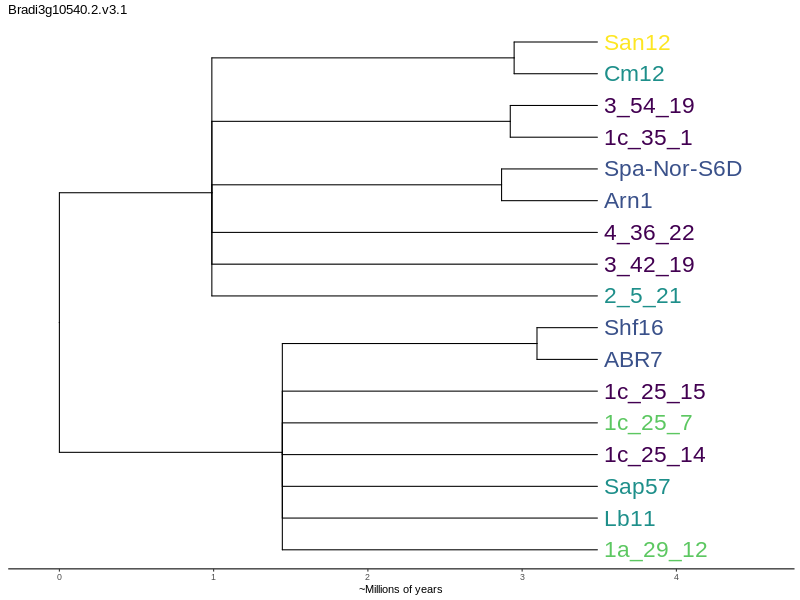 Bradi3g10540.2.v3.1
San12
Cm12
3_54_19
1c_35_1
Spa-Nor-S6D
Arn1
4_36_22
3_42_19
2_5_21
Shf16
ABR7
1c_25_15
1c_25_7
1c_25_14
Sap57
Lb11
1a_29_12
0 1 2 3 4
~Millions of years